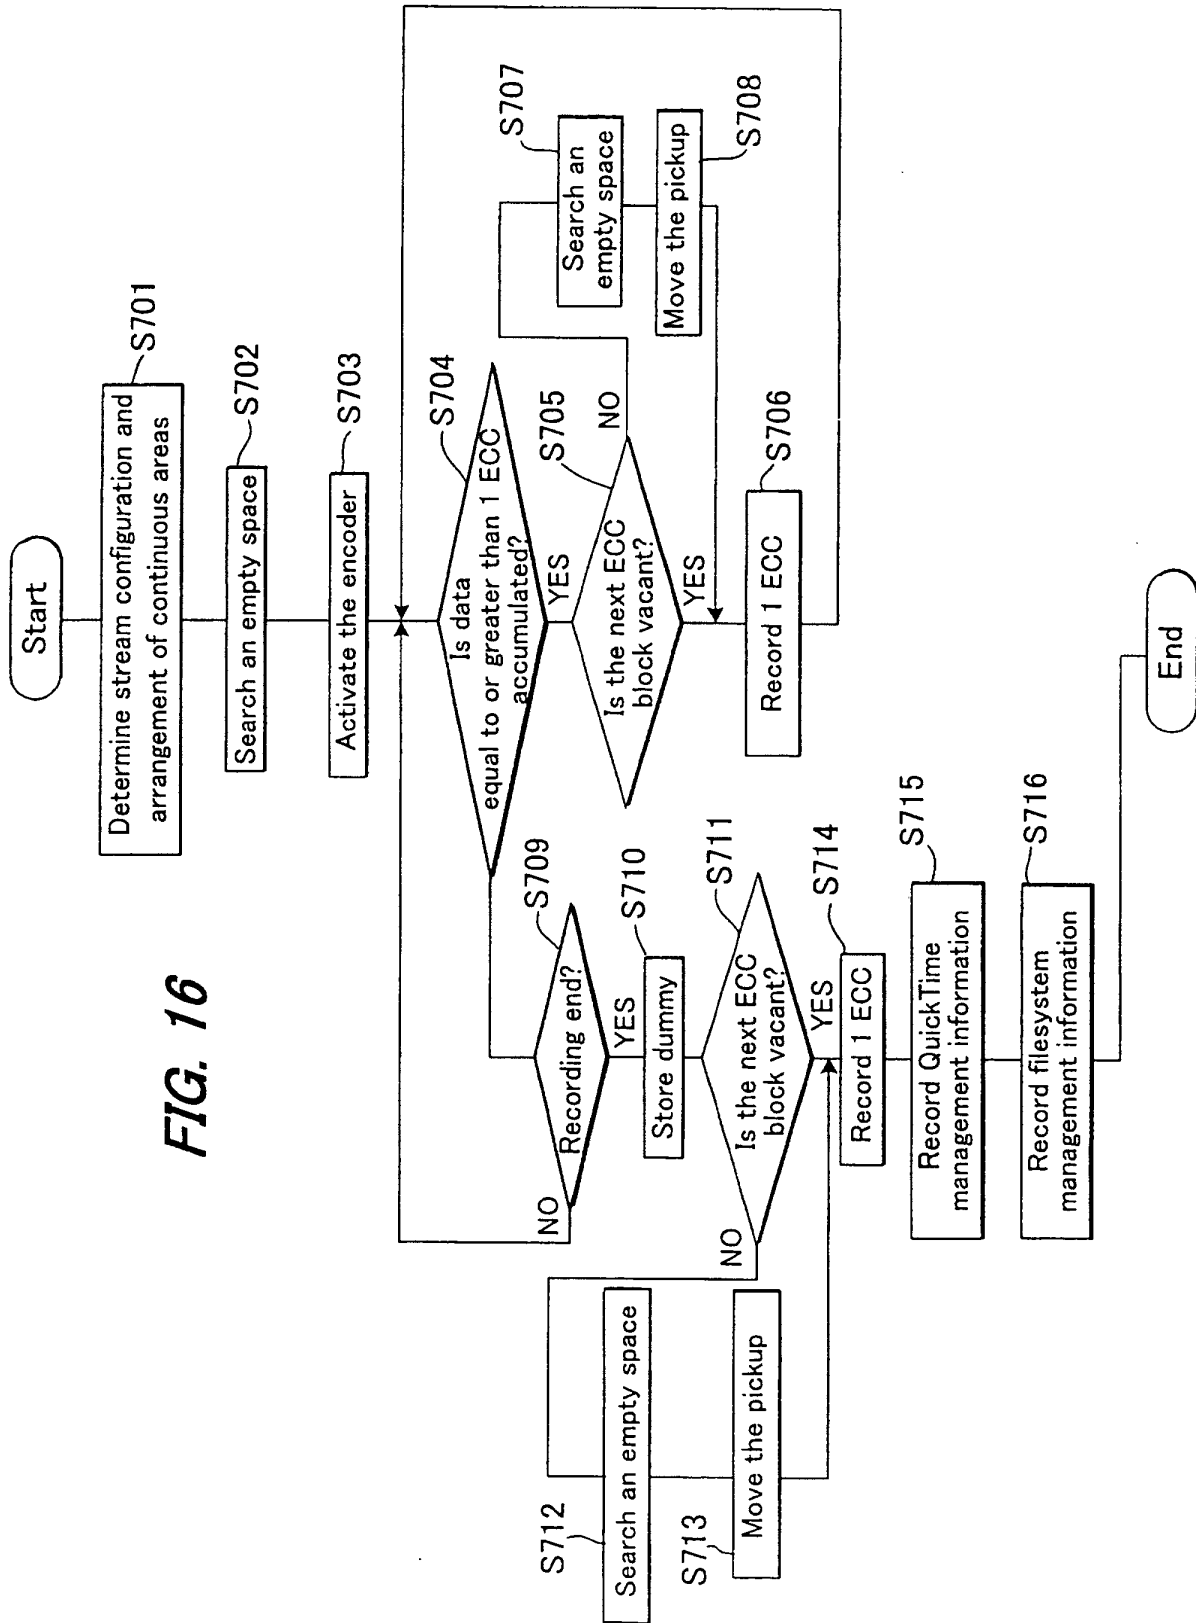 FIG. 16
Start
Determine stream configuration and
arrangement of continuous areas
S701
Search an empty space
S702
Activate the encoder
S703
Is data
equal to or greater than 1 ECC
accumulated?
S704
YES
Is the next ECC
block vacant?
S705
NO
YES
Search an
empty space
S707
Move the pickup
S708
Record 1 ECC
S706
Recording end?
S709
NO
YES
Store dummy
S710
Is the next ECC
block vacant?
S711
NO
YES
Search an empty space
S712
Move the pickup
S713
Record 1 ECC
S714
Record QuickTime
management information
S715
Record filesystem
management information
S716
End